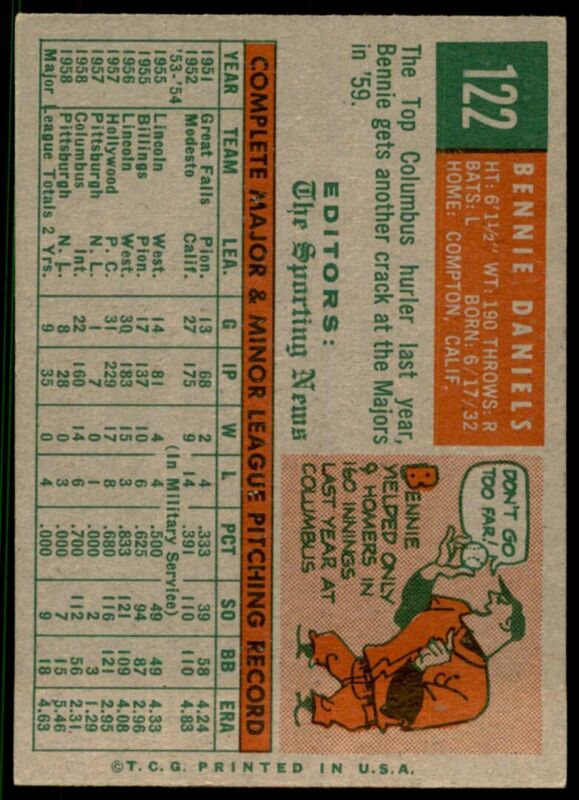 122
BENNIE DANIELS
HT: 6'1½" WT: 190 THROWS: R
BATS: L BORN: 6/17/32
HOME: COMPTON, CALIF.
The Top Columbus hurler last year, Bennie gets another crack at the Majors in '59.
EDITORS:
The Sporting News
DON'T GO
TOO FAR!
BENNIE
YIELDED ONLY
9 HOMERS IN
160 INNINGS
LAST YEAR AT
COLUMBUS
COMPLETE MAJOR & MINOR LEAGUE PITCHING RECORD
YEAR TEAM LEA. G IP W L PCT SO BB ERA
1951 Great Falls Pion. 13 68 2 4 .333 39 58 4.24
1952 Modesto Calif. 27 175 9 14 .391 110 110 4.83
'53-'54 (In Military Service)
1955 Lincoln West. 14 81 4 4 .500 49 49 4.33
1955 Billings Pion. 17 137 5 3 .625 94 87 2.96
1956 Lincoln West. 30 183 15 3 .833 121 109 4.08
1957 Hollywood P.C. 31 229 17 8 .680 116 121 2.95
1957 Pittsburgh N.L. 1 7 0 1 .000 2 3 1.29
1958 Columbus Int. 22 160 14 6 .700 112 56 2.31
1958 Pittsburgh N.L. 8 28 0 3 .000 7 15 5.46
Major League Totals 2 Yrs. 9 35 0 4 .000 9 18 4.63
©T.C.G. PRINTED IN U.S.A.